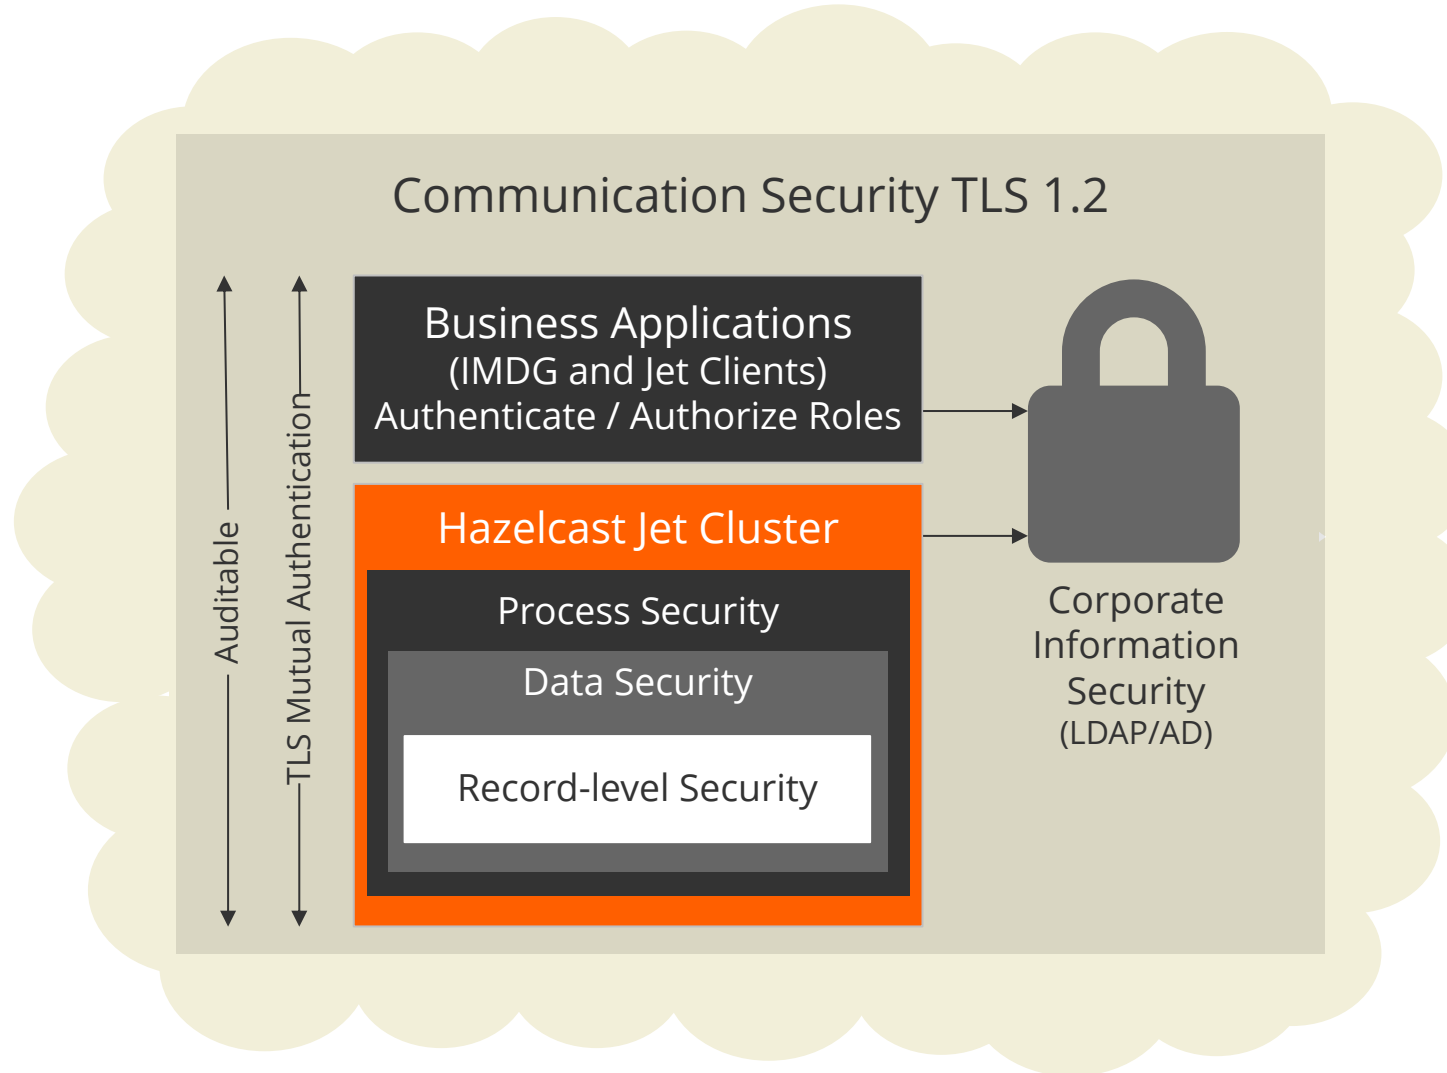 Communication Security TLS 1.2
Auditable
TLS Mutual Authentication
Business Applications
(IMDG and Jet Clients)
Authenticate / Authorize Roles
Hazelcast Jet Cluster
Process Security
Data Security
Record-level Security
Corporate
Information
Security
(LDAP/AD)